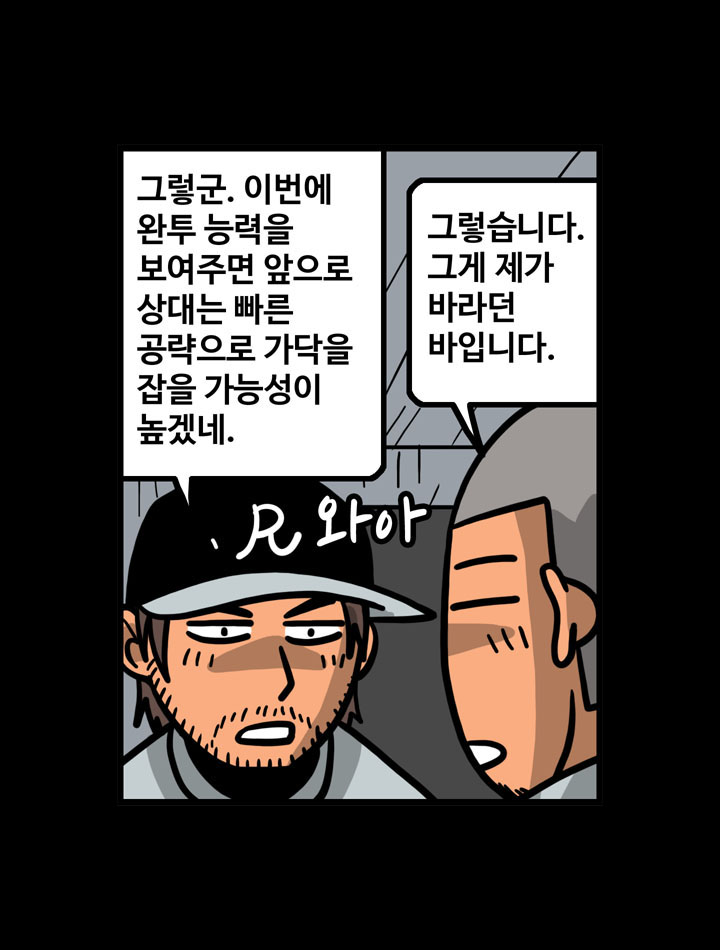 그렇군. 이번에
완투 능력을
보여주면 앞으로
상대는 빠른
공략으로 가닥을
잡을 가능성이
높겠네.
그렇습니다.
그게 제가
바라던
바입니다.
R
와아